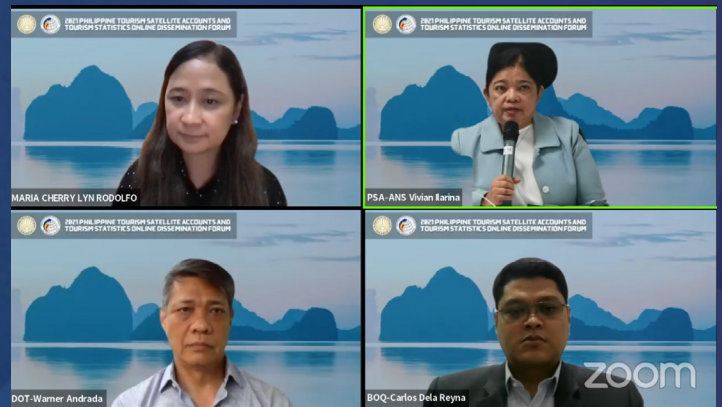 2021 PHILIPPINE TOURISM SATELLITE ACCOUNTS AND
TOURISM STATISTICS ONLINE DISSEMINATION FORUM
MARIA CHERRY LYN RODOLFO
2021 PHILIPPINE TOURISM SATELLITE ACCOUNTS AND
TOURISM STATISTICS ONLINE DISSEMINATION FORUM
PSA-ANS Vivian Ilarina
2021 PHILIPPINE TOURISM SATELLITE ACCOUNTS AND
TOURISM STATISTICS ONLINE DISSEMINATION FORUM
DOT-Warner Andrada
2021 PHILIPPINE TOURISM SATELLITE ACCOUNTS AND
TOURISM STATISTICS ONLINE DISSEMINATION FORUM
BOQ-Carlos Dela Reyna
zoom